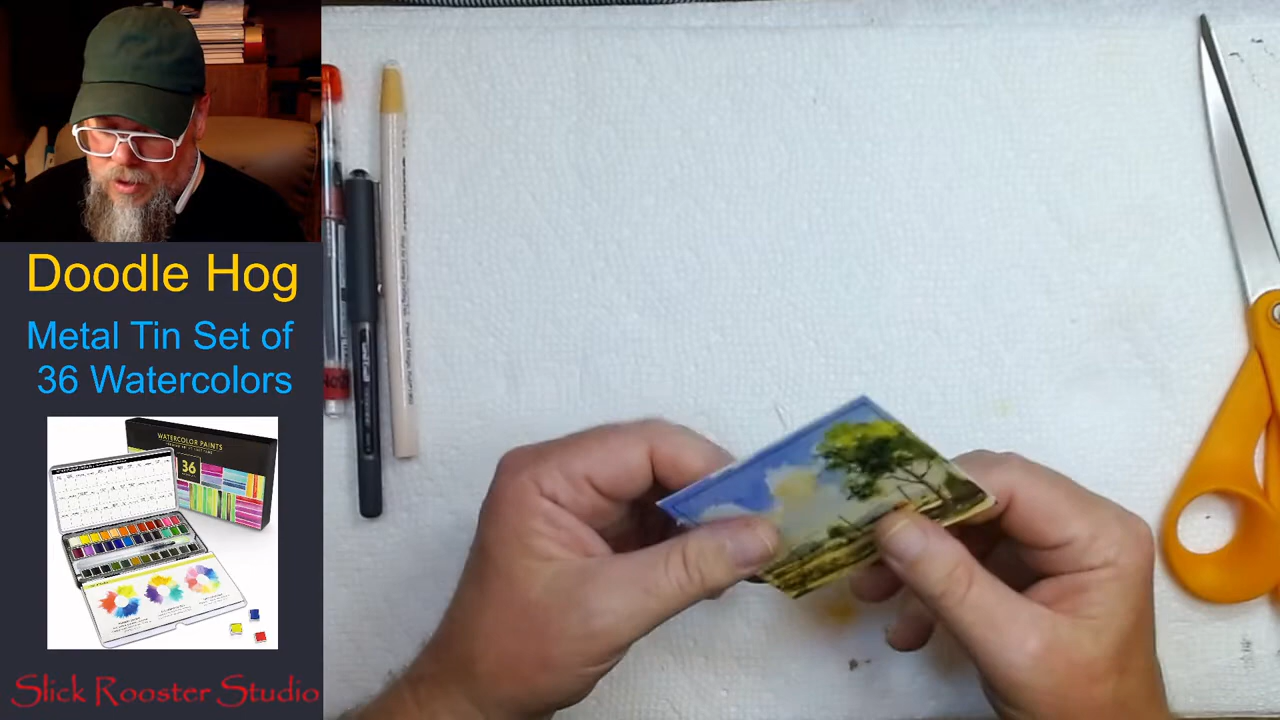 Doodle Hog
Metal Tin Set of
36 Watercolors
WATERCOLOR PAINTS
36
Slick Rooster Studio